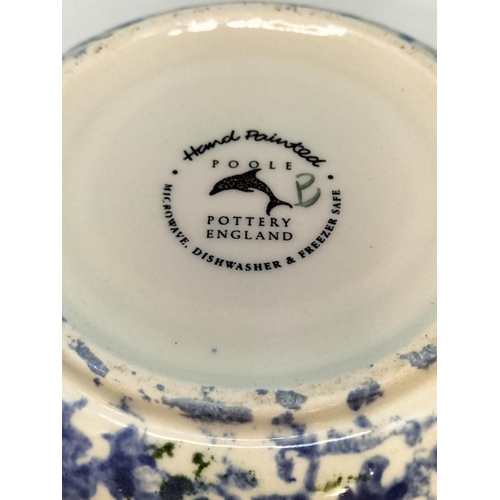 Hand Painted
POOLE
POTTERY
ENGLAND
• MICROWAVE, DISHWASHER & FREEZER SAFE •